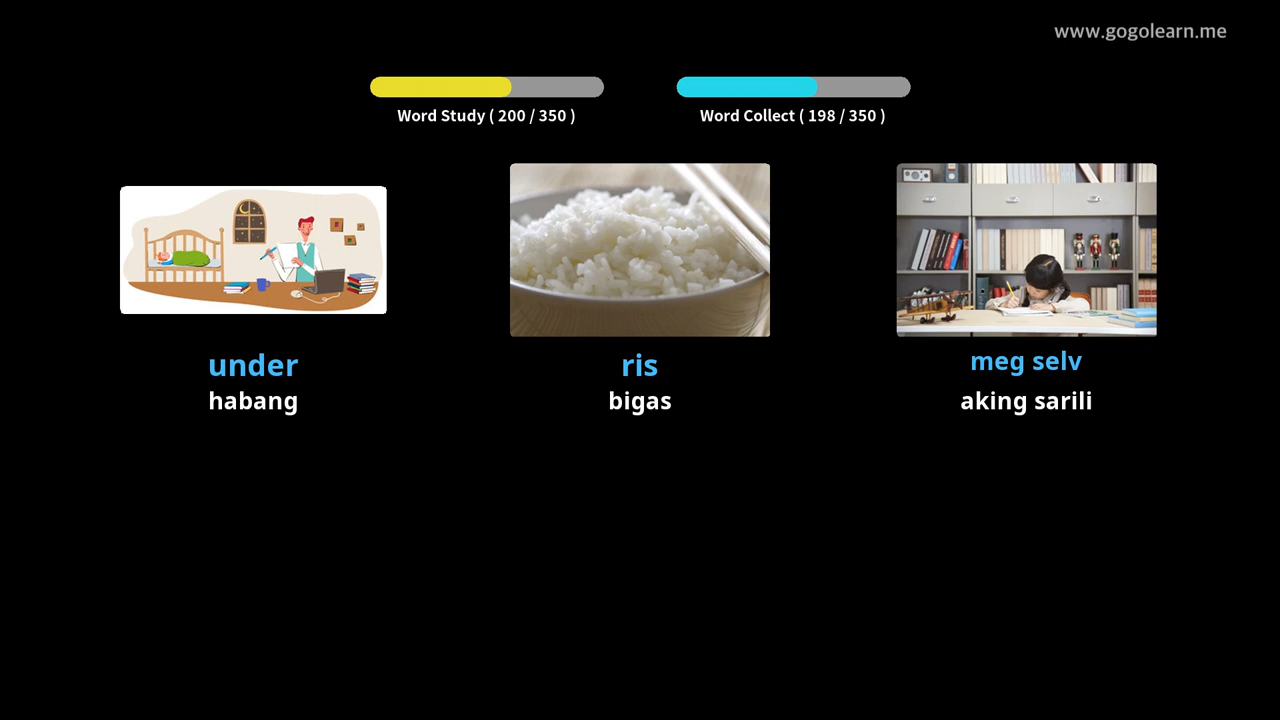 www.gogolearn.me
Word Study ( 200 / 350 )
Word Collect ( 198 / 350 )
under
habang
ris
bigas
meg selv
aking sarili